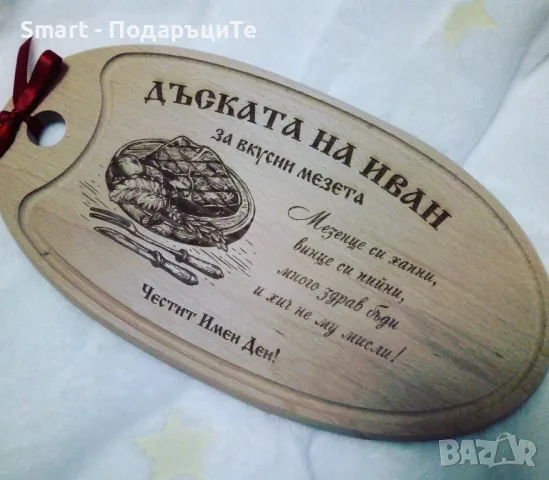 Smart - ПодаръциТе
ДЪСКАТА НА ИВАН
ЗА ВКУСНИ МЕЗЕТА
Мезенце си хапни,
винце си пийни,
много здрав бъди
и хич не му мисли!
Честит Имен Ден!
BAZAR